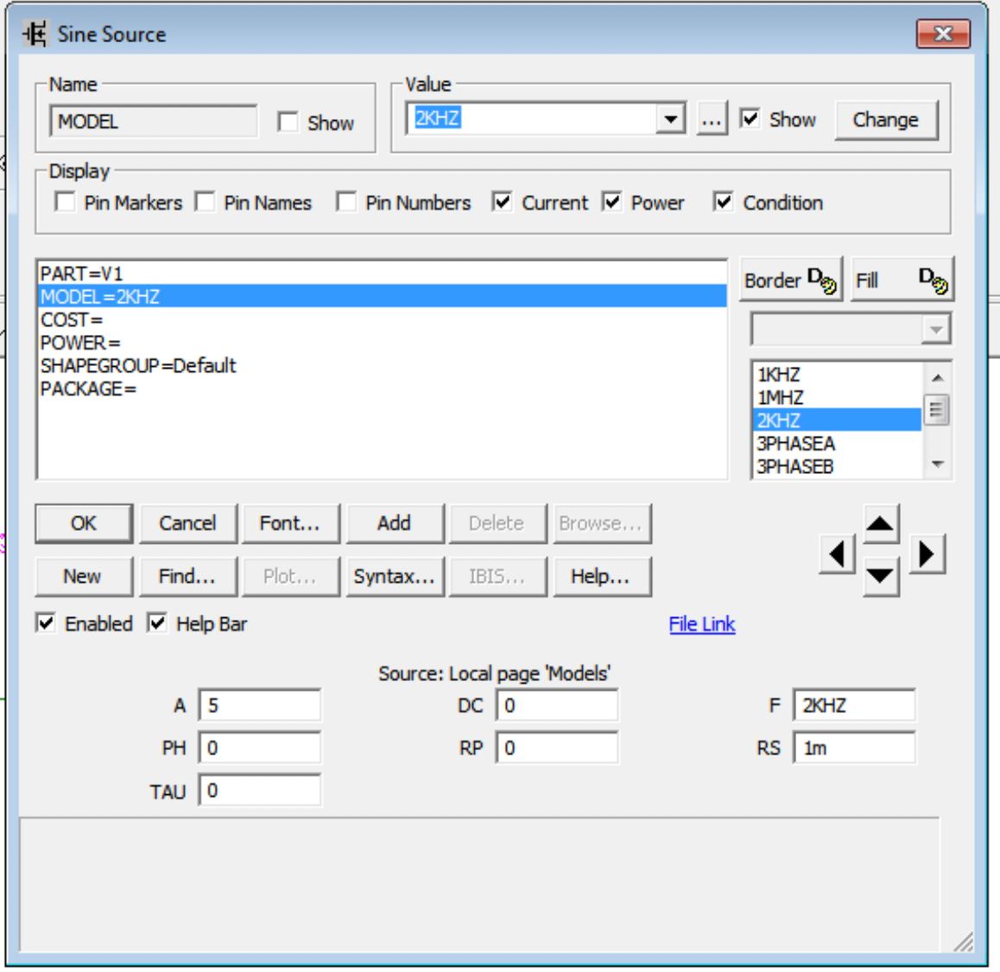 Sine Source
Name
MODEL
Show
Value
2KHZ
...
Show
Change
Display
Pin Markers
Pin Names
Pin Numbers
Current
Power
Condition
PART=V1
MODEL=2KHZ
COST=
POWER=
SHAPEGROUP=Default
PACKAGE=
Border
Fill
1KHZ
1MHZ
2KHZ
3PHASEA
3PHASEB
OK
Cancel
Font...
Add
Delete
Browse...
New
Find...
Plot...
Syntax...
IBIS...
Help...
Enabled
Help Bar
File Link
Source: Local page 'Models'
A 5
DC 0
F 2KHZ
PH 0
RP 0
RS 1m
TAU 0